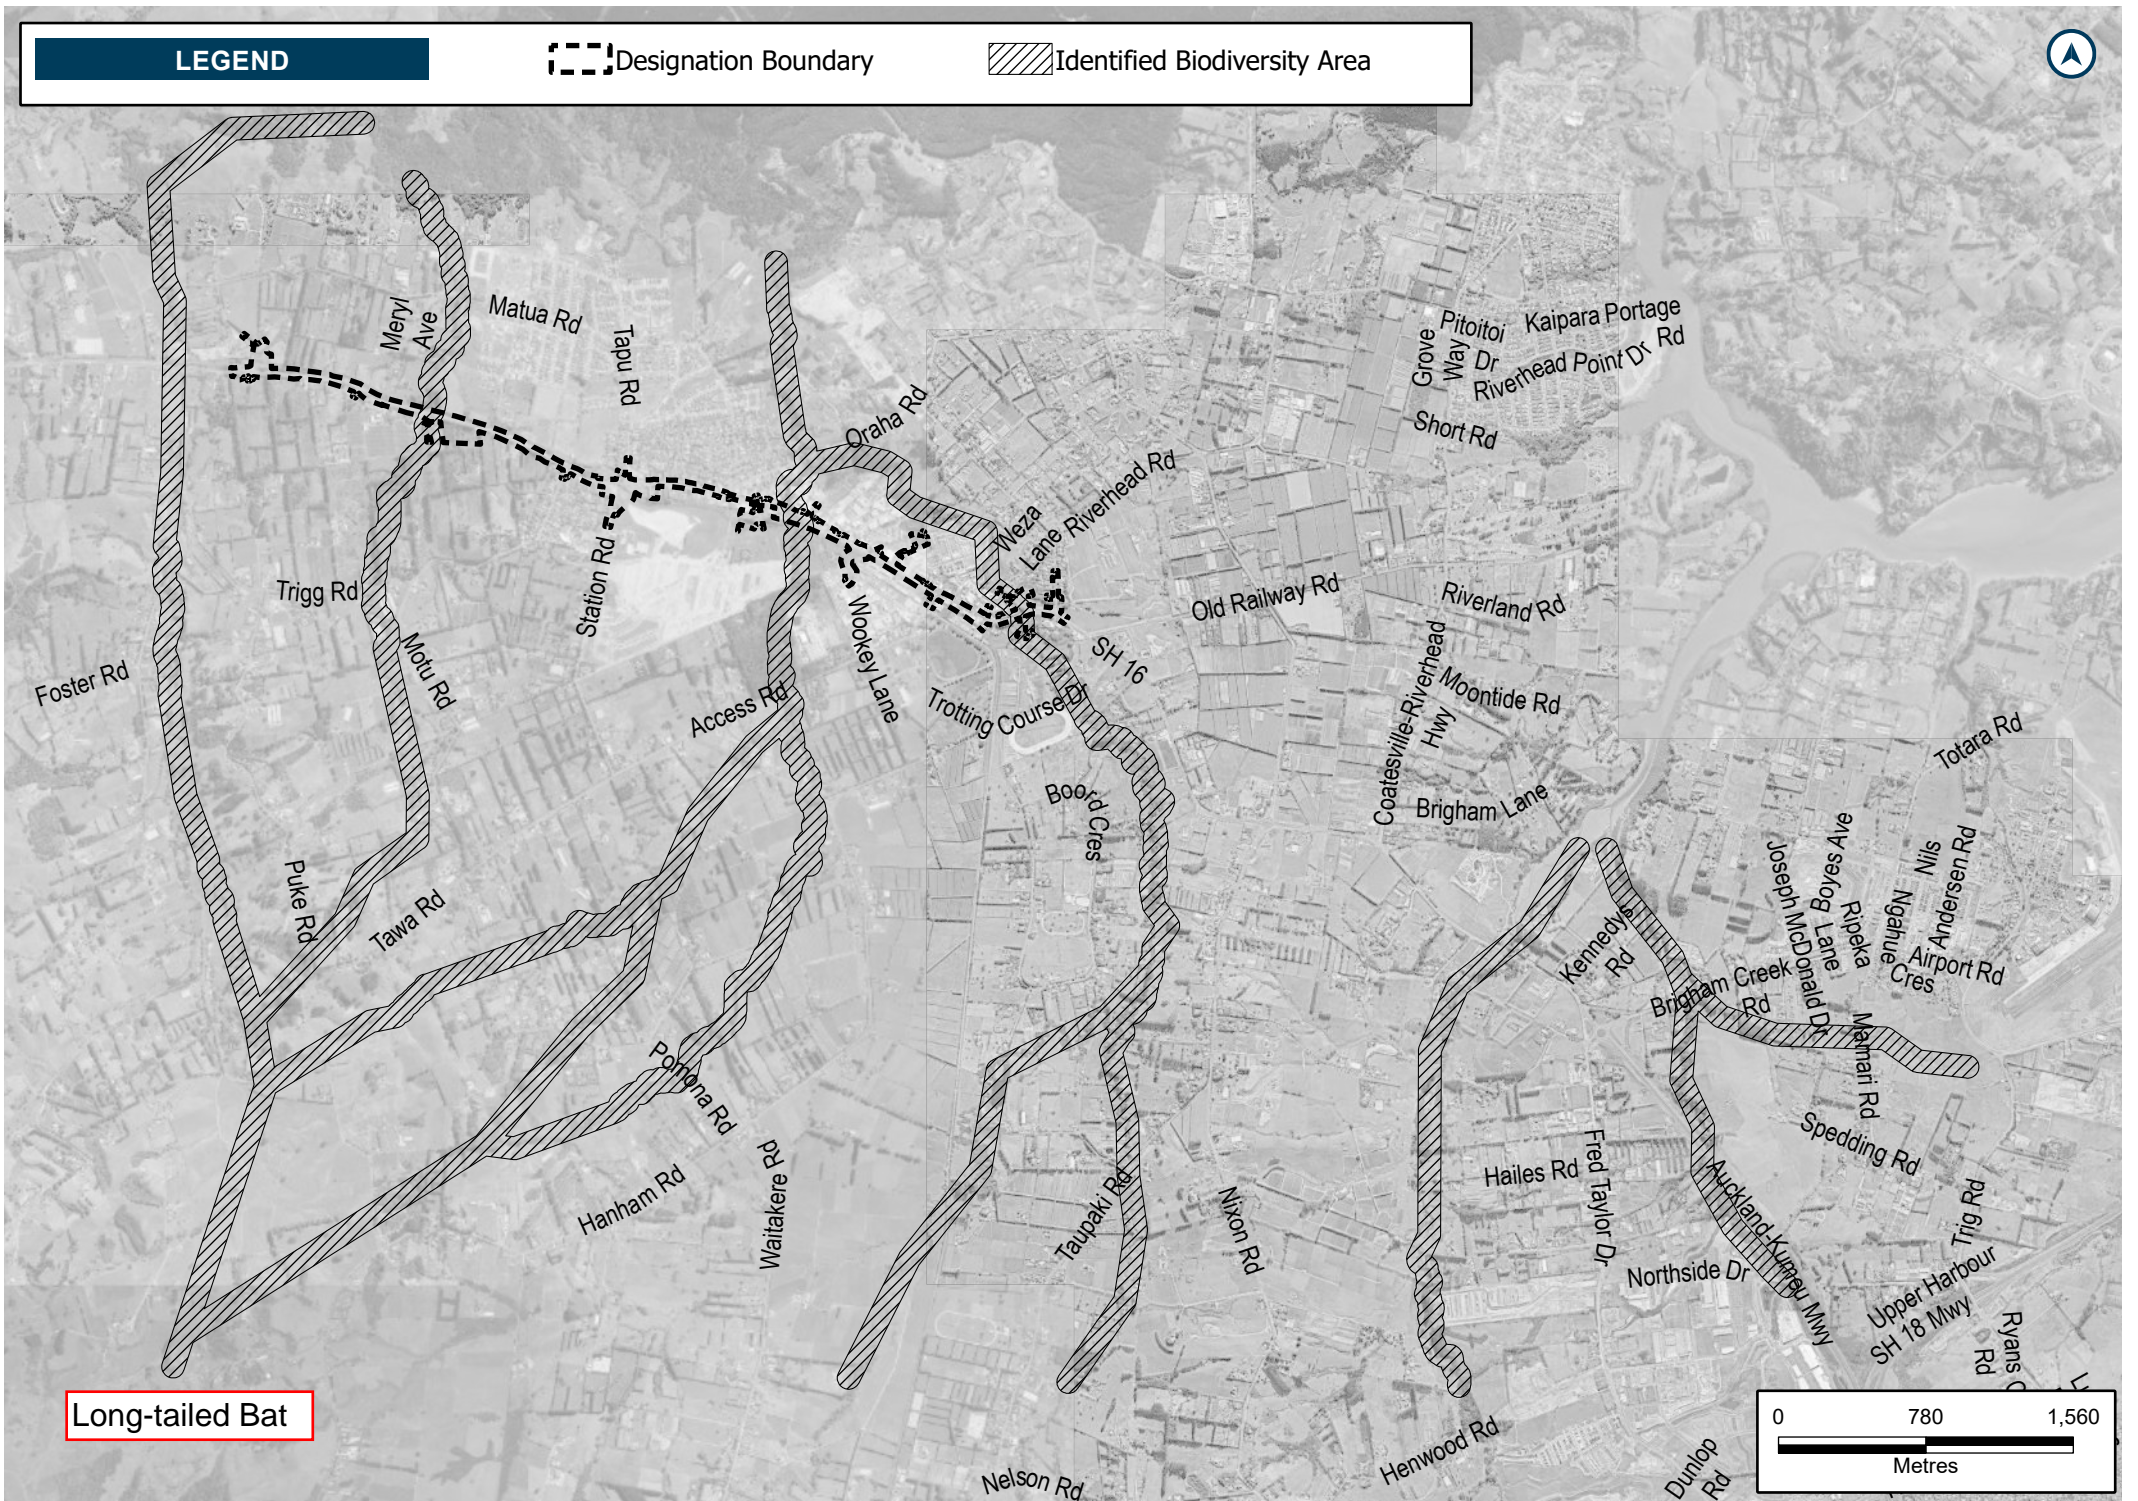 LEGEND
Designation Boundary
Identified Biodiversity Area
Meryl
Ave
Matua Rd
Tapu Rd
Oraha Rd
Grove
Way
Pitoitoi
Dr
Kaipara Portage
Rd
Riverhead Point Dr
Short Rd
Weza
Lane
Riverhead Rd
Trigg Rd
Station Rd
Old Railway Rd
Riverland Rd
Foster Rd
Motu Rd
Wookey Lane
SH 16
Access Rd
Trotting Course Dr
Coatesville-Riverhead
Hwy
Moontide Rd
Totara Rd
Boord Cres
Brigham Lane
Puke Rd
Tawa Rd
Kennedys
Rd
Joseph McDonald Dr
Boyes Ave
Lane
Ripeka
Nils
Andersen Rd
Ngahue
Cres
Airport Rd
Brigham Creek
Rd
Mamari Rd
Pomona Rd
Spedding Rd
Hanham Rd
Waitakere Rd
Taupaki Rd
Nixon Rd
Hailes Rd
Fred Taylor Dr
Auckland-Kumeu Mwy
Trig Rd
Northside Dr
Upper Harbour
SH 18 Mwy
Ryans
Rd
Long-tailed Bat
Nelson Rd
Henwood Rd
Dunlop
Rd
0 780 1,560
Metres